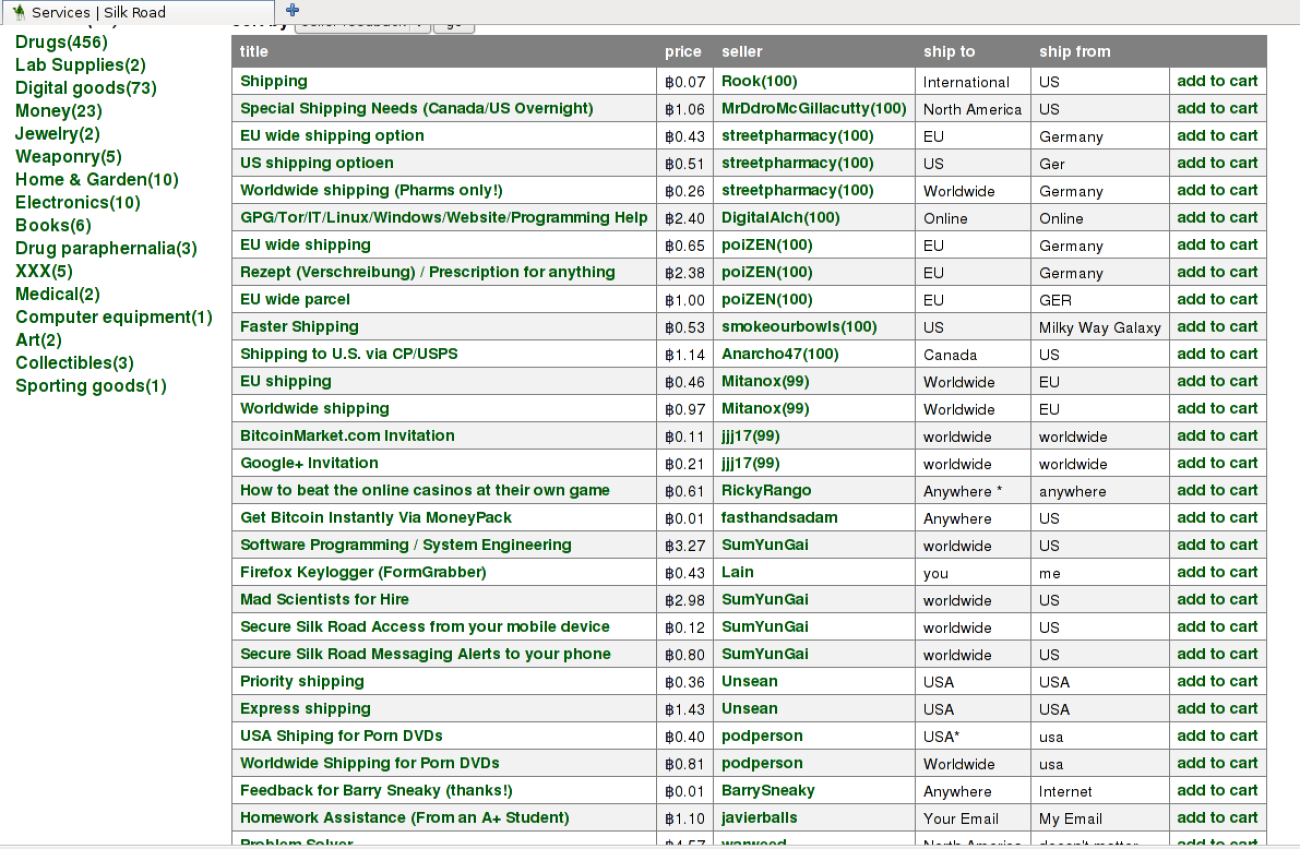 Services | Silk Road
Drugs(456)
Lab Supplies(2)
Digital goods(73)
Money(23)
Jewelry(2)
Weaponry(5)
Home & Garden(10)
Electronics(10)
Books(6)
Drug paraphernalia(3)
XXX(5)
Medical(2)
Computer equipment(1)
Art(2)
Collectibles(3)
Sporting goods(1)
title price seller ship to ship from
Shipping ฿0.07 Rook(100) International US add to cart
Special Shipping Needs (Canada/US Overnight) ฿1.06 MrDdroMcGillacutty(100) North America US add to cart
EU wide shipping option ฿0.43 streetpharmacy(100) EU Germany add to cart
US shipping optioen ฿0.51 streetpharmacy(100) US Ger add to cart
Worldwide shipping (Pharms only!) ฿0.26 streetpharmacy(100) Worldwide Germany add to cart
GPG/Tor/IT/Linux/Windows/Website/Programming Help ฿2.40 DigitalAlch(100) Online Online add to cart
EU wide shipping ฿0.65 poiZEN(100) EU Germany add to cart
Rezept (Verschreibung) / Prescription for anything ฿2.38 poiZEN(100) EU Germany add to cart
EU wide parcel ฿1.00 poiZEN(100) EU GER add to cart
Faster Shipping ฿0.53 smokeourbowls(100) US Milky Way Galaxy add to cart
Shipping to U.S. via CP/USPS ฿1.14 Anarcho47(100) Canada US add to cart
EU shipping ฿0.46 Mitanox(99) Worldwide EU add to cart
Worldwide shipping ฿0.97 Mitanox(99) Worldwide EU add to cart
BitcoinMarket.com Invitation ฿0.11 jjj17(99) worldwide worldwide add to cart
Google+ Invitation ฿0.21 jjj17(99) worldwide worldwide add to cart
How to beat the online casinos at their own game ฿0.61 RickyRango Anywhere * anywhere add to cart
Get Bitcoin Instantly Via MoneyPack ฿0.01 fasthandsadam Anywhere US add to cart
Software Programming / System Engineering ฿3.27 SumYunGai worldwide US add to cart
Firefox Keylogger (FormGrabber) ฿0.43 Lain you me add to cart
Mad Scientists for Hire ฿2.98 SumYunGai worldwide US add to cart
Secure Silk Road Access from your mobile device ฿0.12 SumYunGai worldwide US add to cart
Secure Silk Road Messaging Alerts to your phone ฿0.80 SumYunGai worldwide US add to cart
Priority shipping ฿0.36 Unsean USA USA add to cart
Express shipping ฿1.43 Unsean USA USA add to cart
USA Shiping for Porn DVDs ฿0.40 podperson USA* usa add to cart
Worldwide Shipping for Porn DVDs ฿0.81 podperson Worldwide usa add to cart
Feedback for Barry Sneaky (thanks!) ฿0.01 BarrySneaky Anywhere Internet add to cart
Homework Assistance (From an A+ Student) ฿1.10 javierballs Your Email My Email add to cart